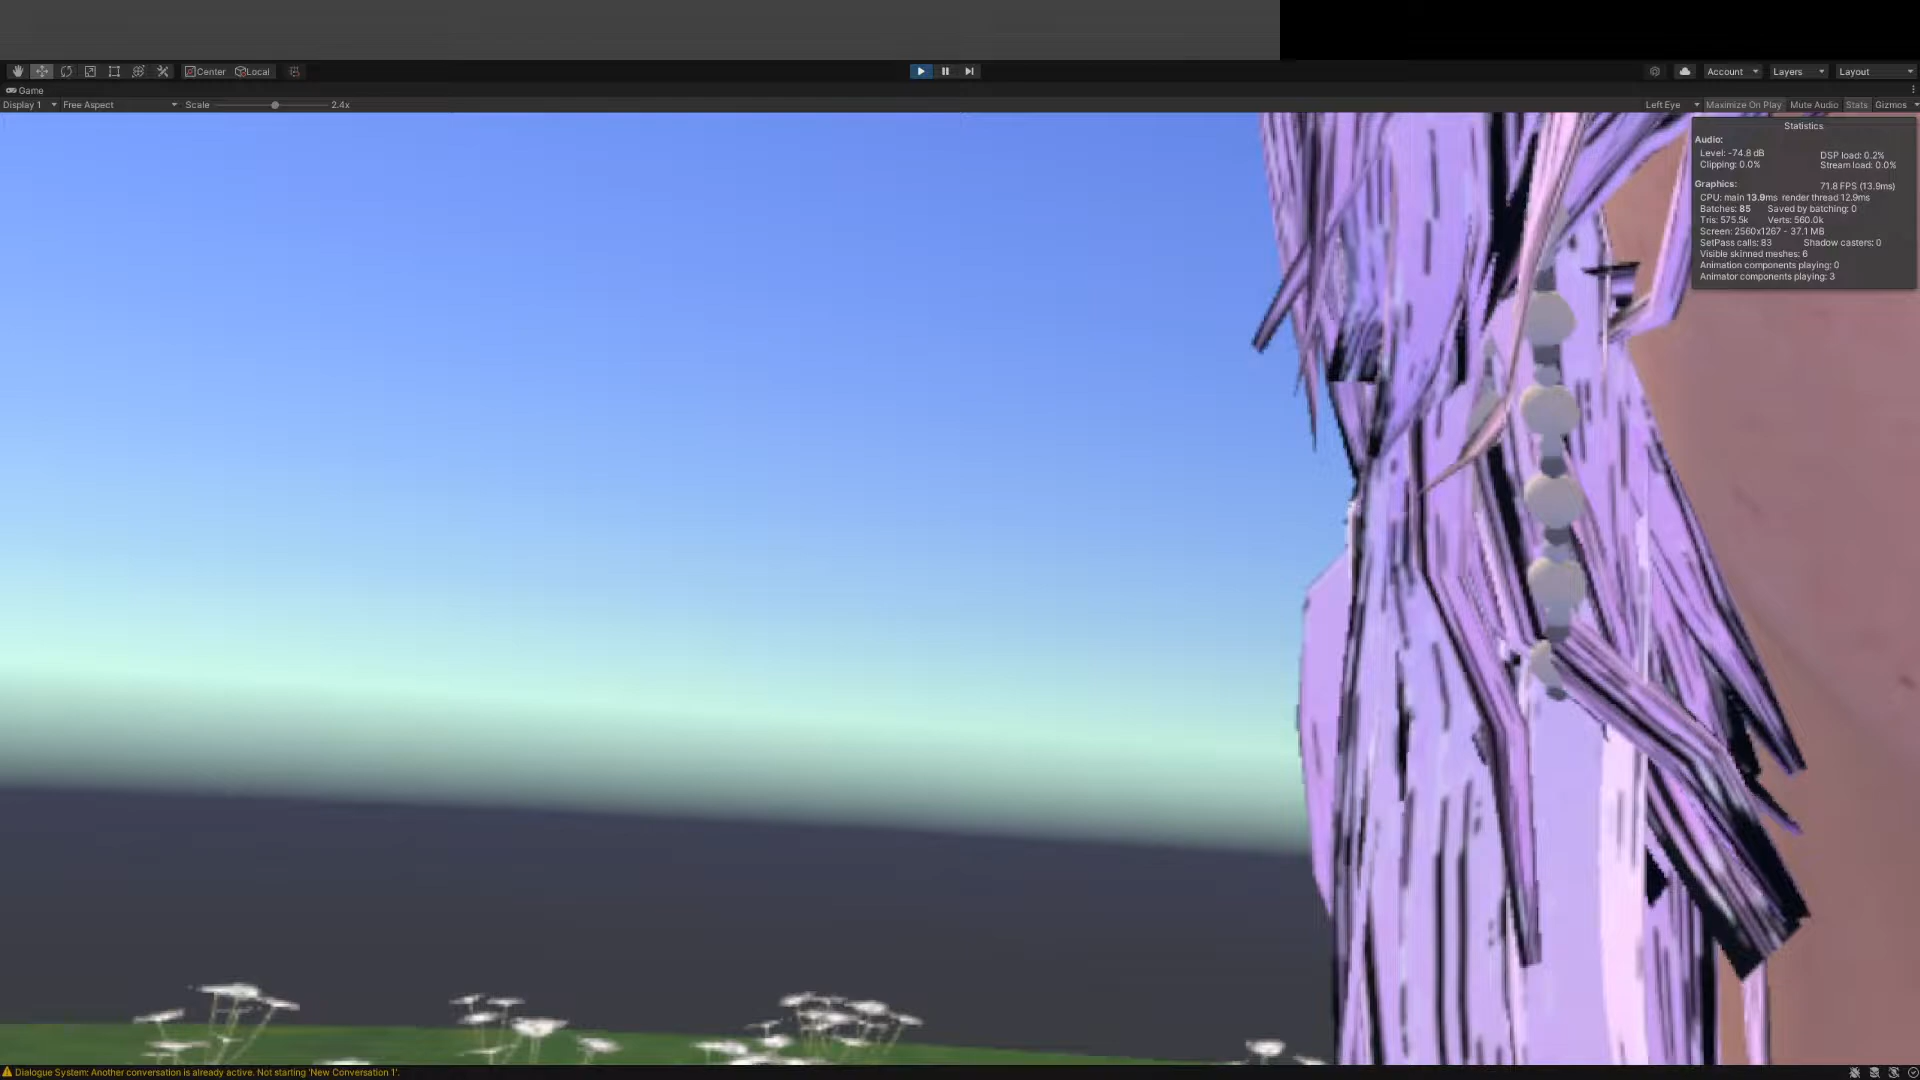 Center Local Account Layers Layout
Game
Display 1 Free Aspect Scale 2.4x Left Eye Maximize On Play Mute Audio Stats Gizmos
Statistics
Audio:
Level: -74.8 dB DSP load: 0.2%
Clipping: 0.0% Stream load: 0.0%
Graphics: 71.8 FPS (13.9ms)
CPU: main 13.9ms render thread 12.9ms
Batches: 85 Saved by batching: 0
Tris: 575.5k Verts: 560.0k
Screen: 2560x1267 - 37.1 MB
SetPass calls: 83 Shadow casters: 0
Visible skinned meshes: 6
Animation components playing: 0
Animator components playing: 3
Dialogue System: Another conversation is already active. Not starting 'New Conversation 1'.